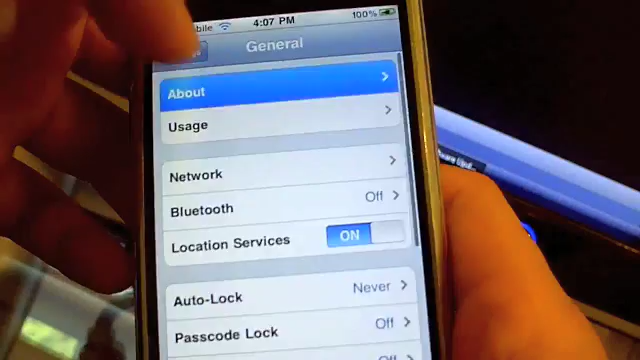 bile 4:07 PM 100%
General
About
Usage
Network
Bluetooth Off
Location Services ON
Auto-Lock Never
Passcode Lock Off
Off